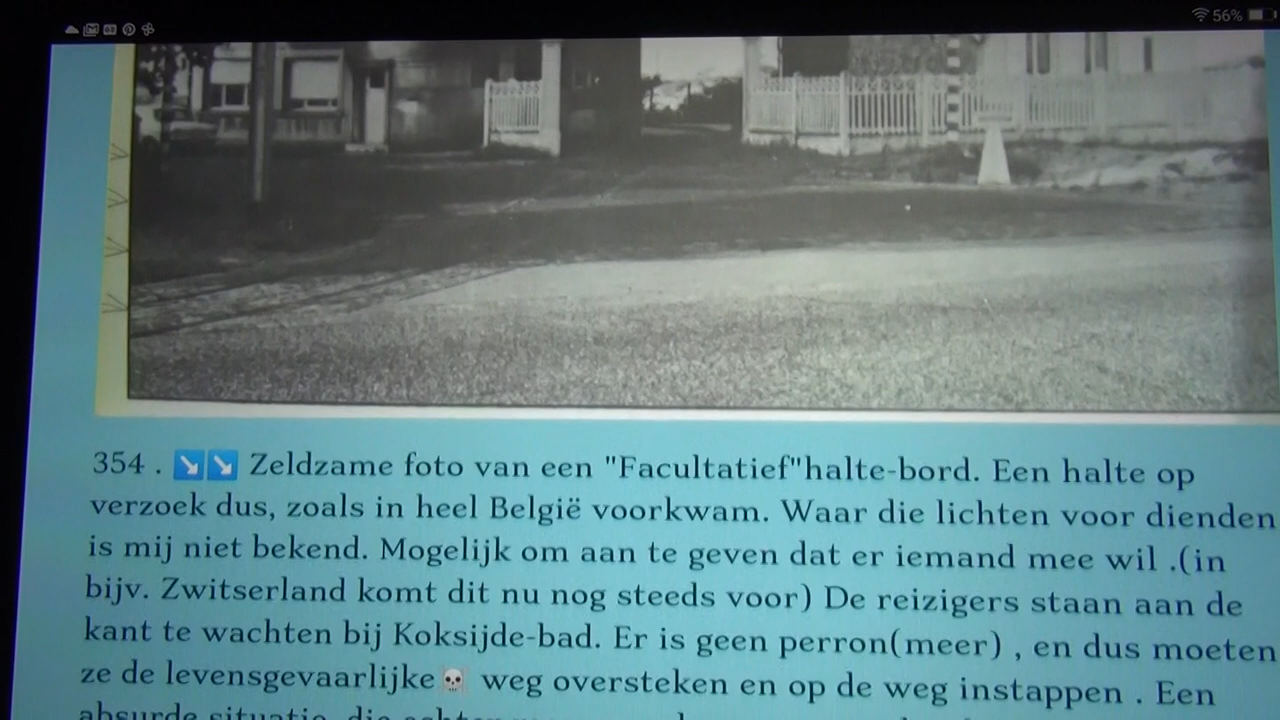 56%
354 . ↘↘ Zeldzame foto van een "Facultatief"halte-bord. Een halte op
verzoek dus, zoals in heel België voorkwam. Waar die lichten voor dienden
is mij niet bekend. Mogelijk om aan te geven dat er iemand mee wil .(in
bijv. Zwitserland komt dit nu nog steeds voor) De reizigers staan aan de
kant te wachten bij Koksijde-bad. Er is geen perron(meer) , en dus moeten
ze de levensgevaarlijke☠ weg oversteken en op de weg instappen . Een
absurde situatie, die